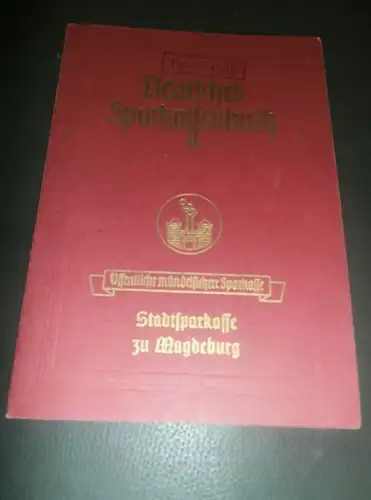 Deutsches
Sparkassenbuch
Öffentliche mündelsichere Sparkasse
Stadtsparkasse
zu Magdeburg